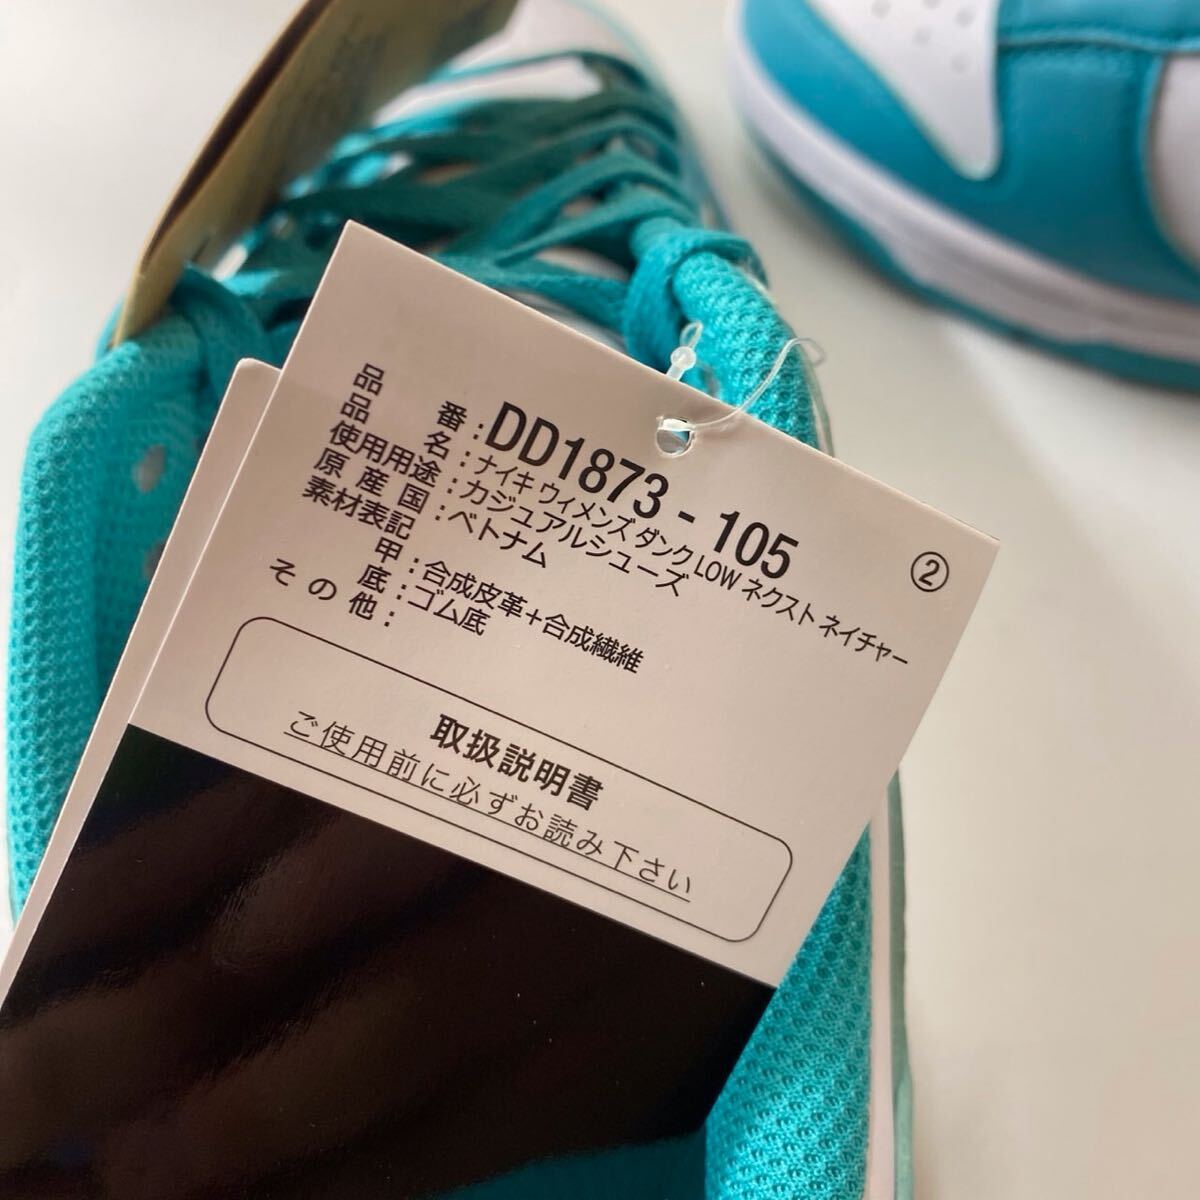 品番:DD1873-105
品名:ナイキ ウィメンズ ダンク LOW ネクスト ネイチャー
使用用途:カジュアルシューズ
原産国:ベトナム
素材表記
甲:合成皮革+合成繊維
底:ゴム底
その他:
②
取扱説明書
ご使用前に必ずお読み下さい